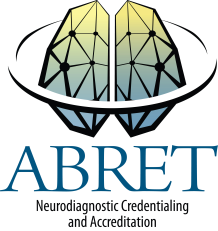 ABRET
Neurodiagnostic Credentialing
and Accreditation